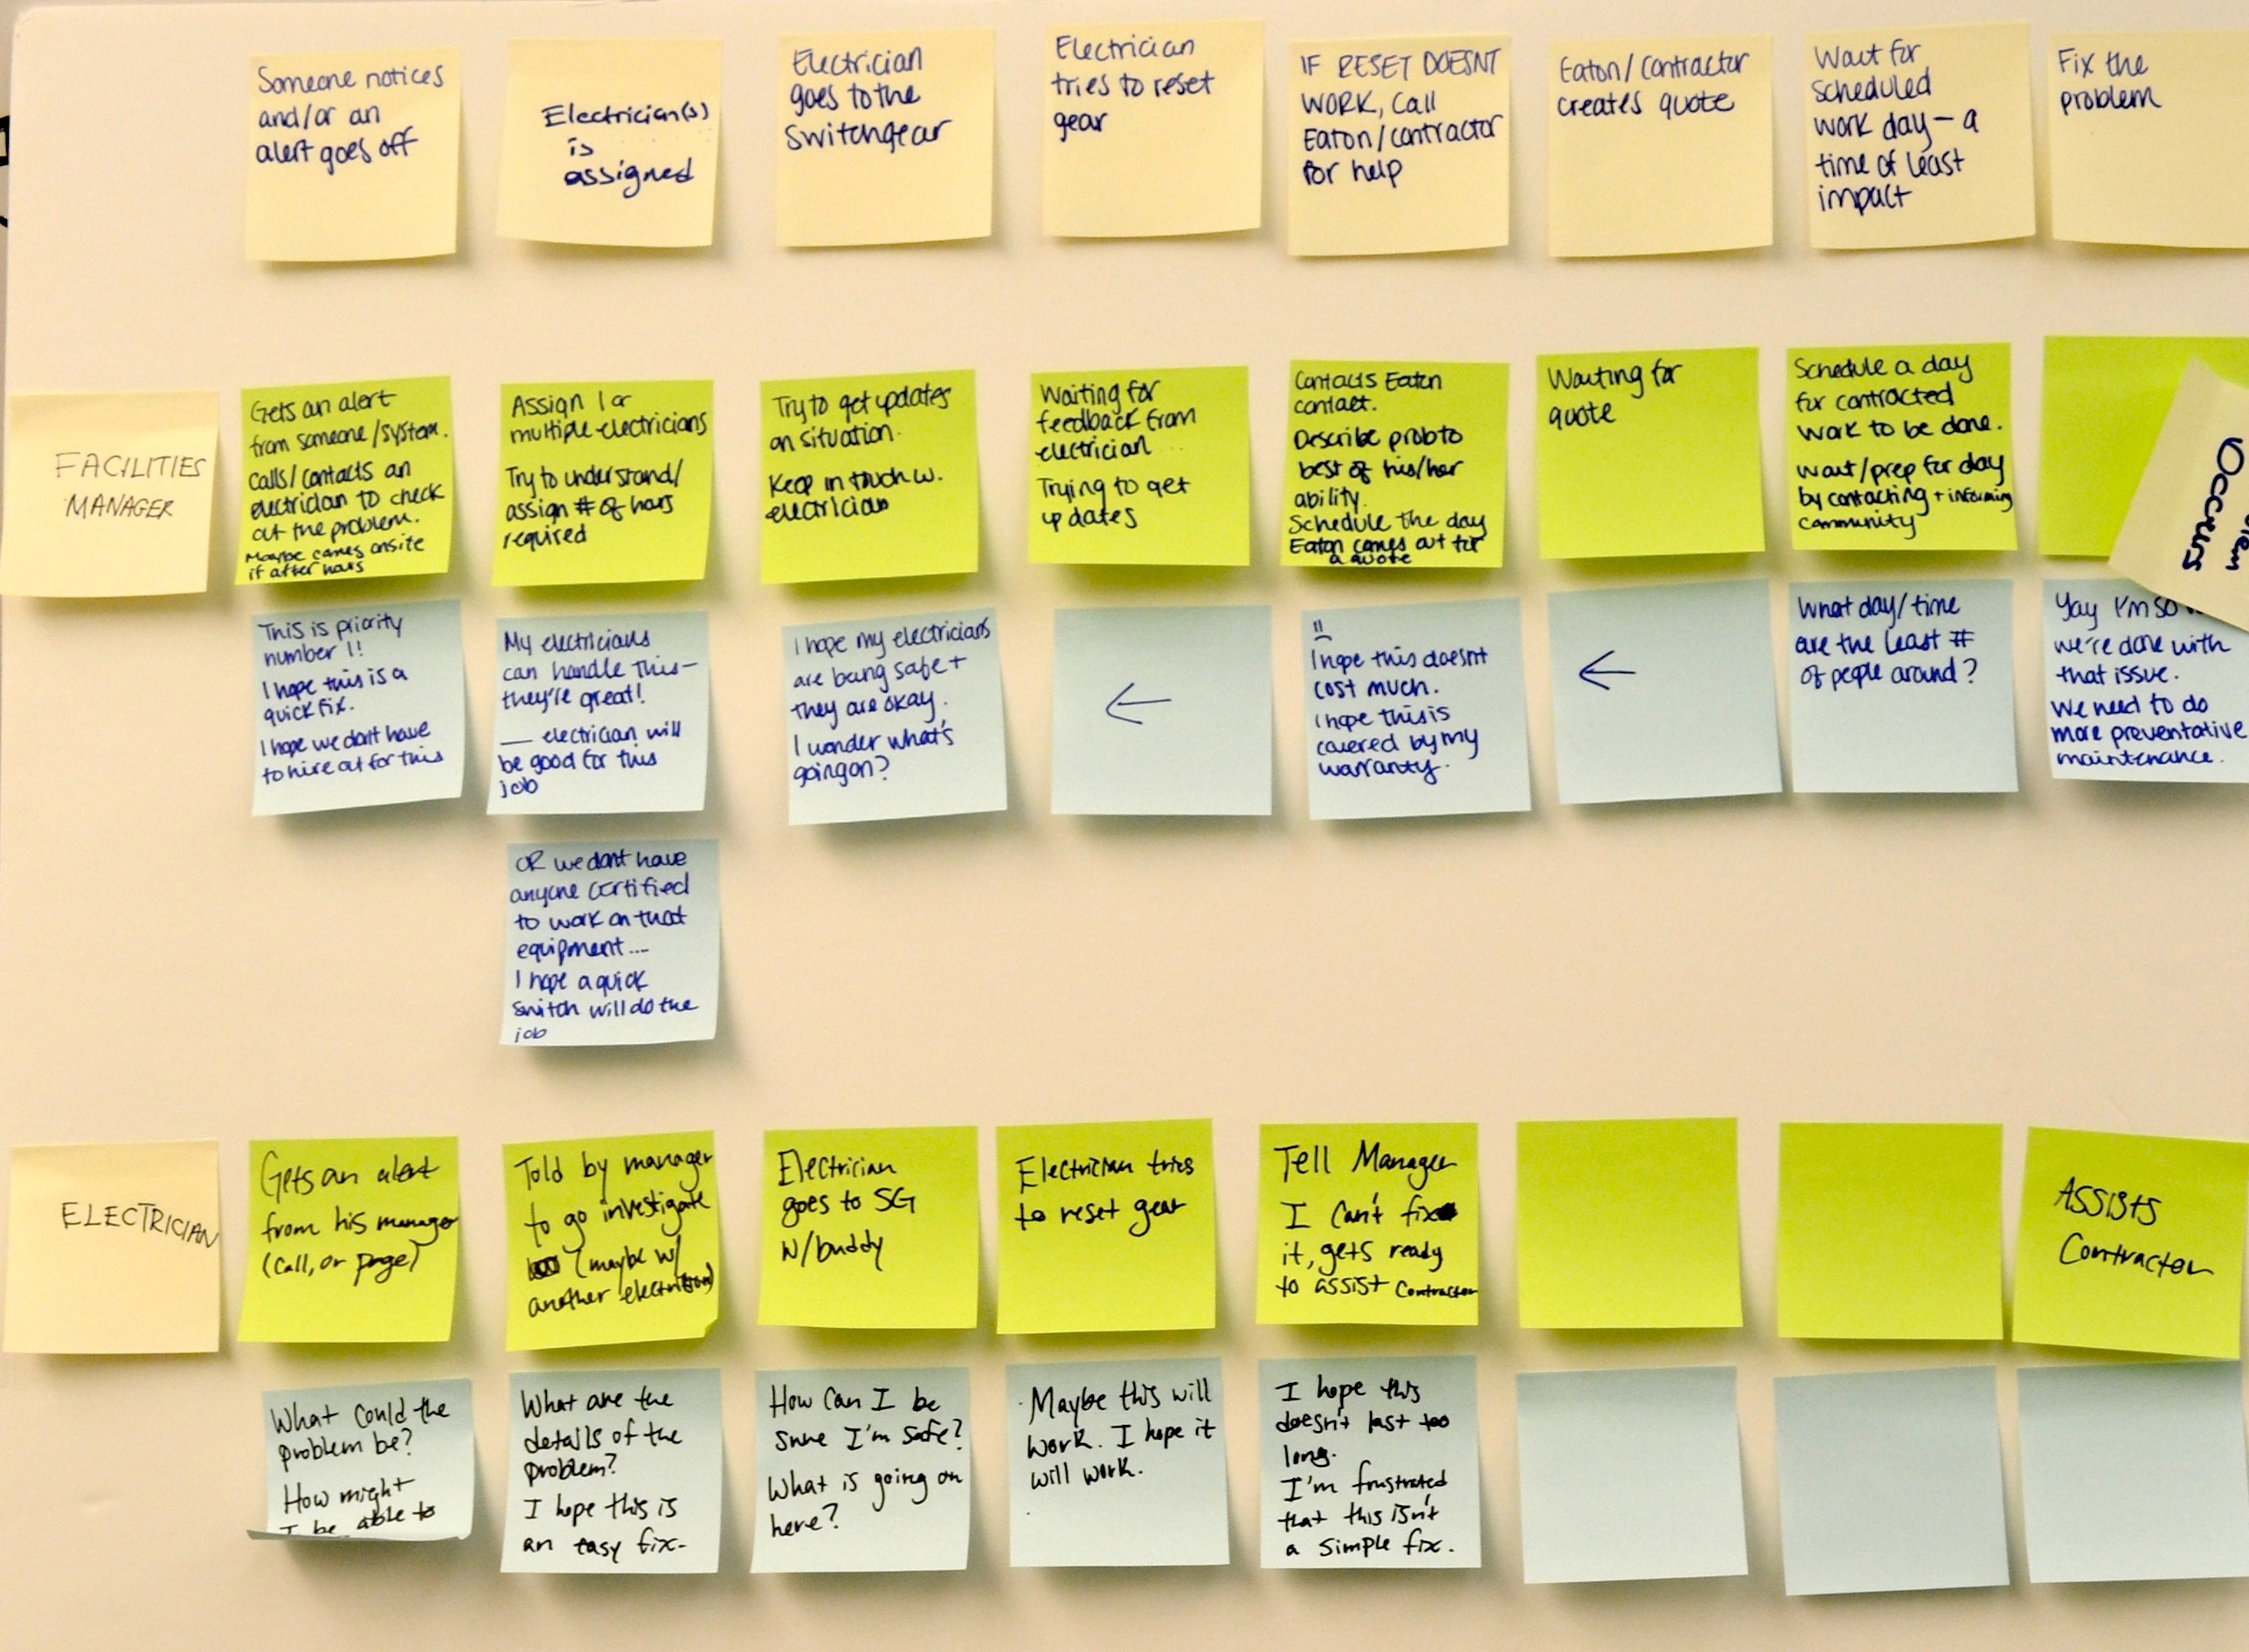 Someone notices
and/or an
alert goes off
Electrician(s)
is
assigned
Electrician
goes to the
Switchgear
Electrician
tries to reset
gear
IF RESET DOESNT
WORK, Call
Eaton/contractor
for help
Eaton/contractor
creates quote
Wait for
scheduled
work day - a
time of least
impact
Fix the
problem
FACILITIES
MANAGER
Gets an alert
from someone/system.
calls/contacts an
electrician to check
out the problem.
Maybe comes onsite
if after hours
Assign 1 or
multiple electricians
Try to understand/
assign # of hours
required
Try to get updates
on situation.
Keep in touch w.
electrician
Waiting for
feedback from
electrician
Trying to get
updates
Contacts Eaton
contact.
Describe prob to
best of his/her
ability.
Schedule the day
Eaton comes out for
a quote
Waiting for
quote
Schedule a day
for contracted
work to be done.
wait/prep for day
by contacting + informing
community
Occurs
This is priority
number 1!
I hope this is a
quick fix.
I hope we don't have
to hire out for this
My electricians
can handle this-
they're great!
___ electrician will
be good for this
job
I hope my electricians
are being safe +
they are okay.
I wonder what's
going on?
←
I hope this doesn't
cost much.
I hope this is
covered by my
warranty.
←
What day/time
are the least #
of people around?
Yay I'm so
we're done with
that issue.
We need to do
more preventative
maintenance.
OR we don't have
anyone certified
to work on that
equipment....
I hope a quick
switch will do the
job
ELECTRICIAN
Gets an alert
from his manager
(call, or page)
Told by manager
to go investigate
(maybe w/
another electrician)
Electrician
goes to SG
w/buddy
Electrician tries
to reset gear
Tell Manager
I can't fix
it, gets ready
to assist contractor
ASSISTS
Contractor
What could the
problem be?
How might
I be able to
What are the
details of the
problem?
I hope this is
an easy fix-
How can I be
sure I'm safe?
What is going on
here?
Maybe this will
work. I hope it
will work.
I hope this
doesn't last too
long.
I'm frustrated
that this isn't
a simple fix.